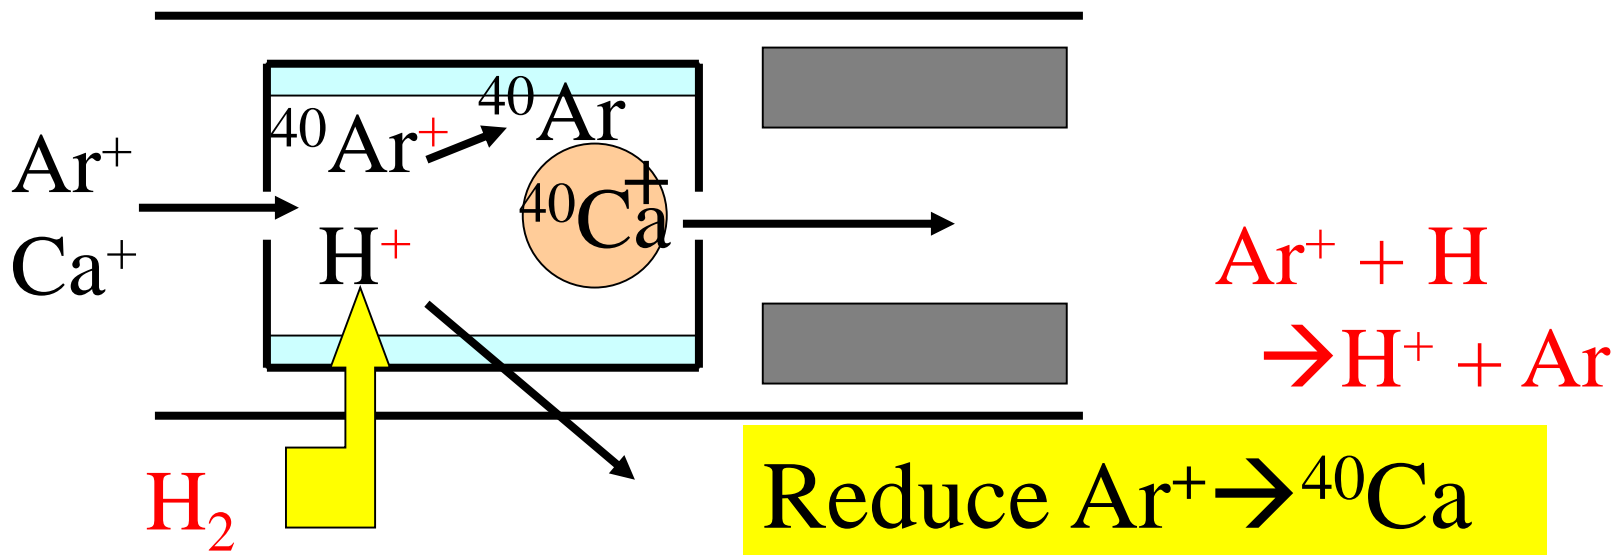 ⁴⁰Ar⁺
⁴⁰Ar
Ar⁺
Ca⁺
⁴⁰Ca⁺
H⁺
Ar⁺ + H
→H⁺ + Ar
H₂
Reduce Ar⁺→⁴⁰Ca